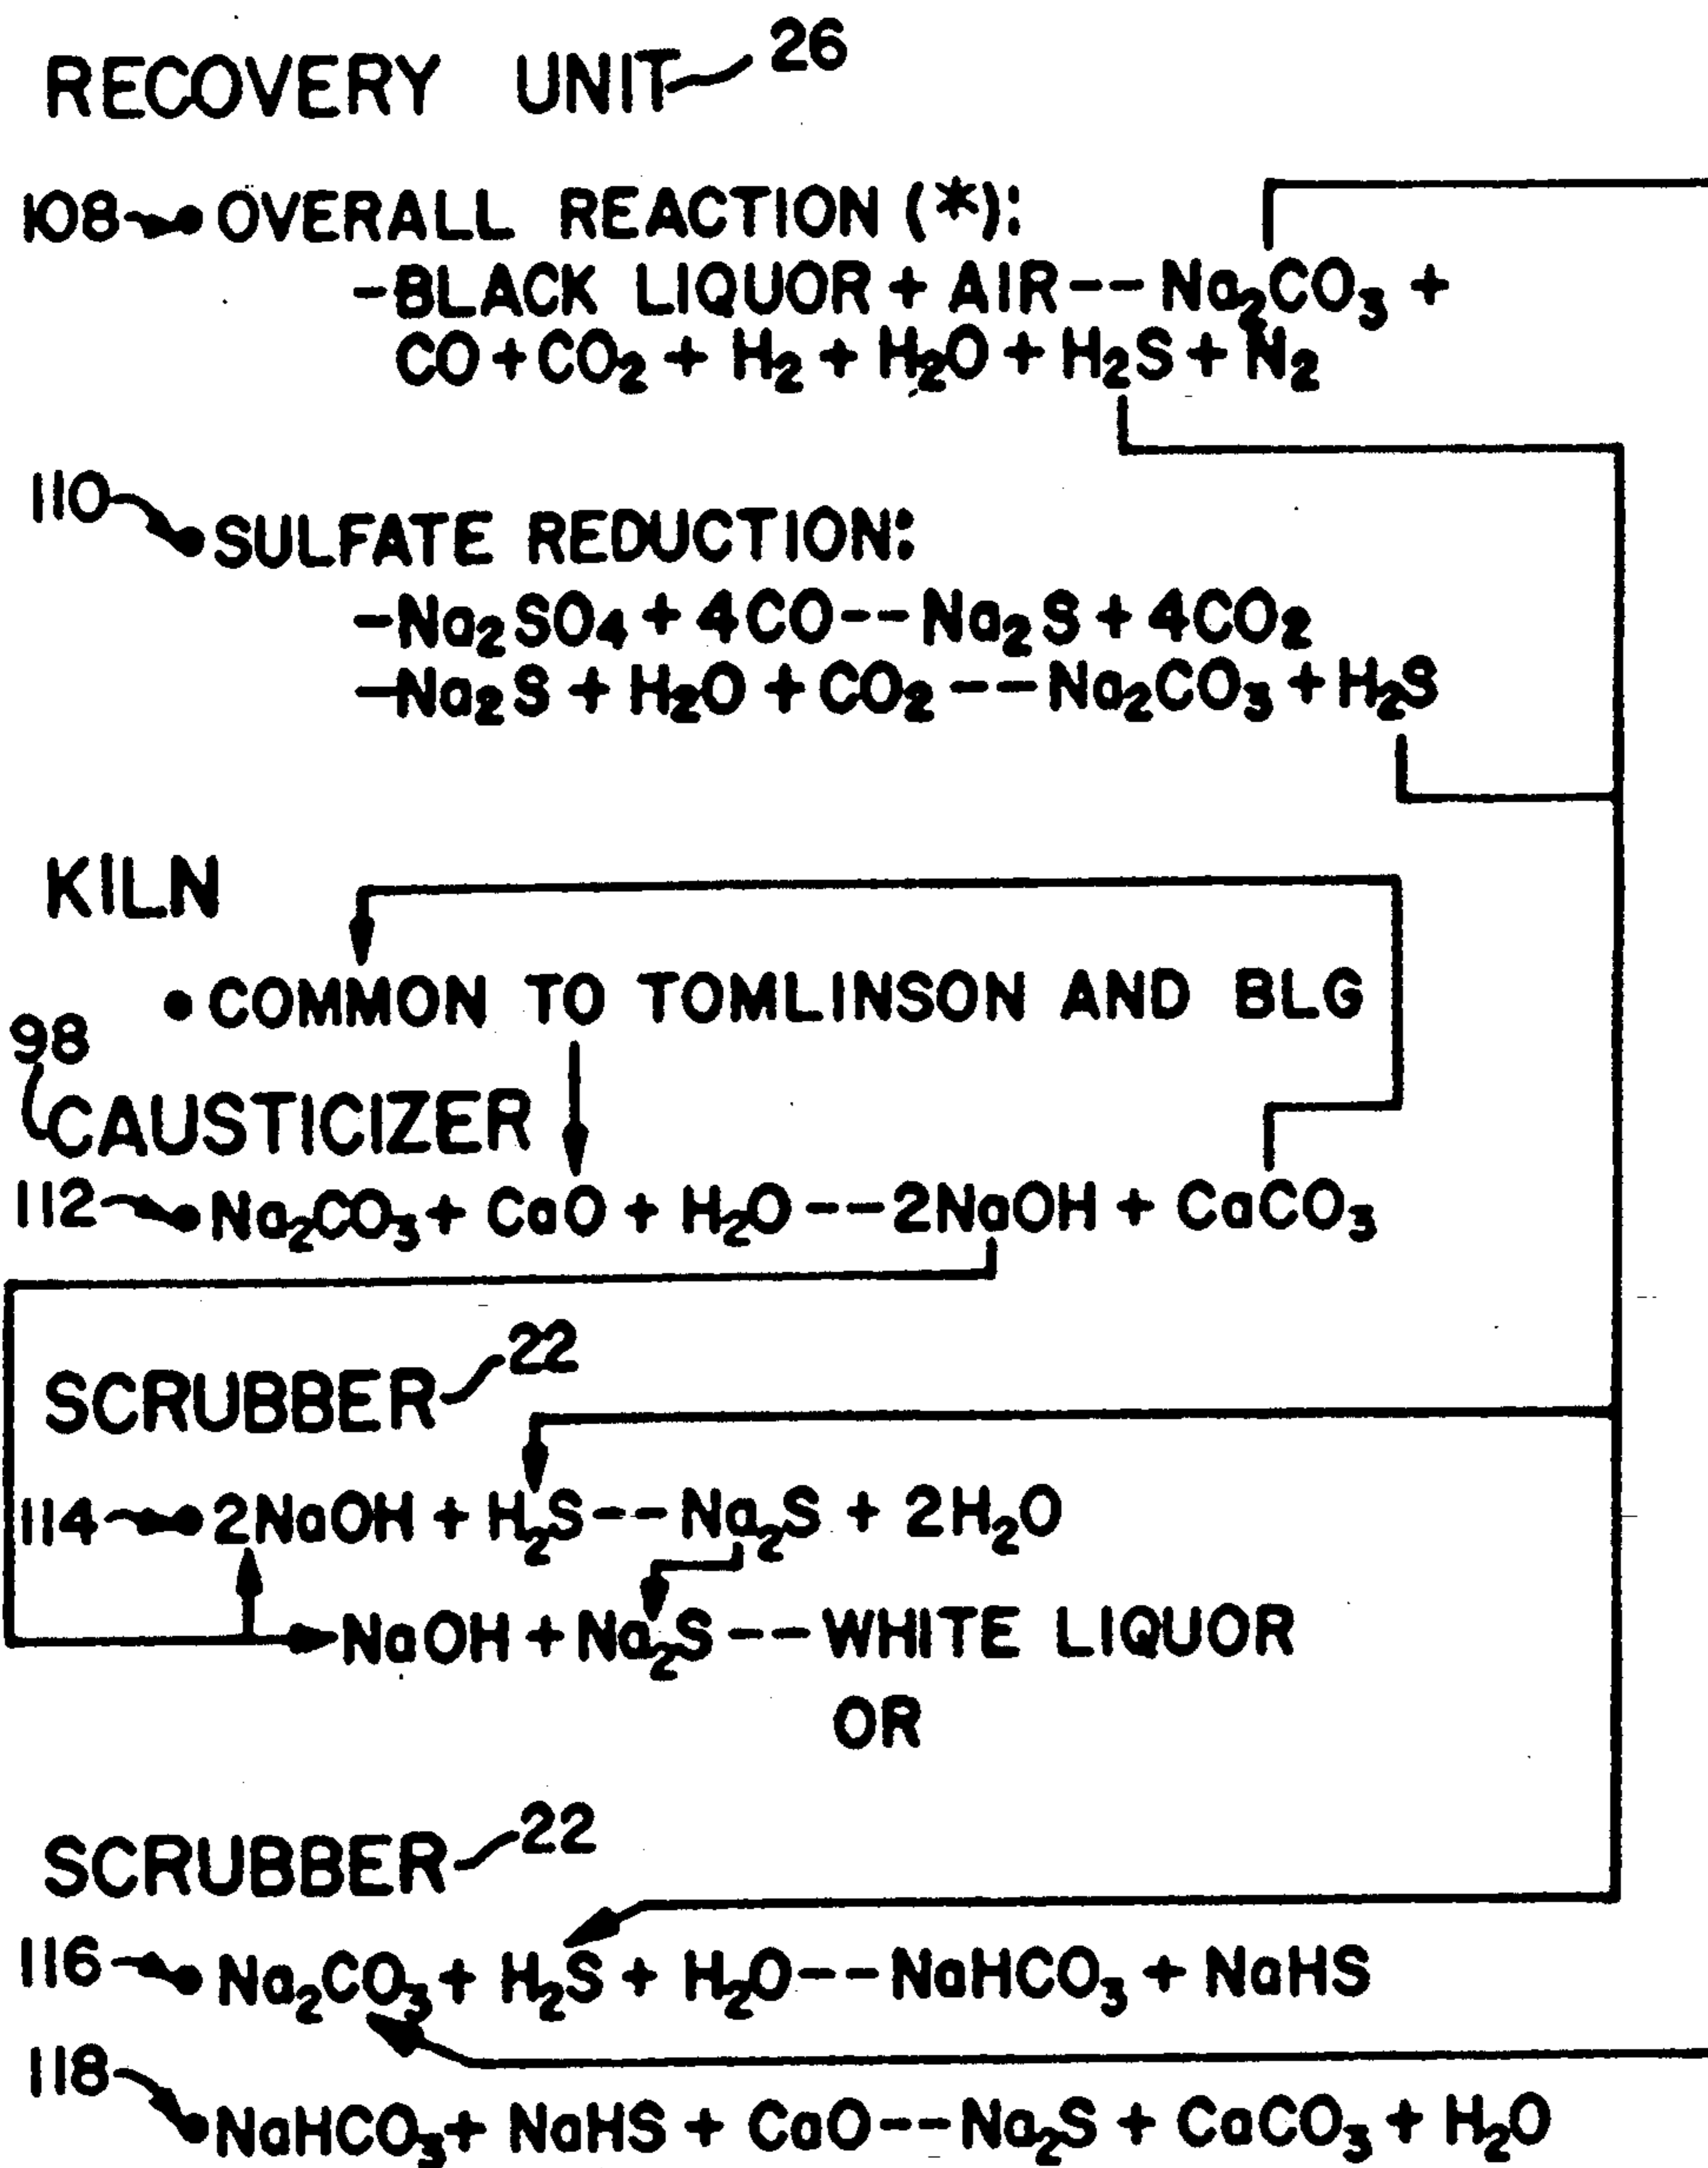 RECOVERY UNIT 26
108 OVERALL REACTION (*):
-BLACK LIQUOR + AIR-- Na₂CO₃ +
CO + CO₂ + H₂ + H₂O + H₂S + N₂
110 SULFATE REDUCTION:
-Na₂SO₄ + 4CO--Na₂S + 4CO₂
-Na₂S + H₂O + CO₂ -- Na₂CO₃ + H₂S
KILN
• COMMON TO TOMLINSON AND BLG
98
CAUSTICIZER
112 Na₂CO₃ + CaO + H₂O --2NaOH + CaCO₃
SCRUBBER 22
114 2NaOH + H₂S--Na₂S + 2H₂O
NaOH + Na₂S --WHITE LIQUOR
OR
SCRUBBER 22
116 Na₂CO₃ + H₂S + H₂O--NaHCO₃ + NaHS
118 NaHCO₃ + NaHS + CaO--Na₂S + CaCO₃ + H₂O